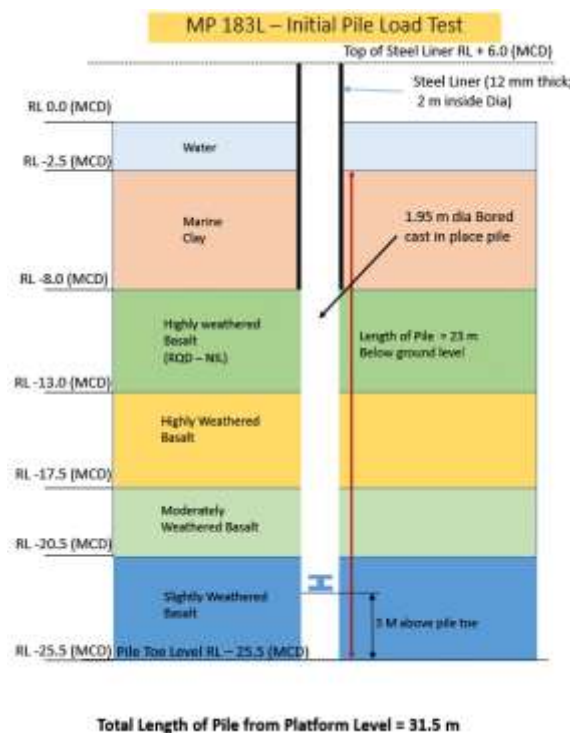 MP 183L – Initial Pile Load Test
Top of Steel Liner RL + 6.0 (MCD)
Steel Liner (12 mm thick;
2 m inside Dia)
RL 0.0 (MCD)
Water
RL -2.5 (MCD)
Marine
Clay
1.95 m dia Bored
cast in place pile
RL -8.0 (MCD)
Highly weathered
Basalt
(RQD – NIL)
Length of Pile = 23 m
Below ground level
RL -13.0 (MCD)
Highly Weathered
Basalt
RL -17.5 (MCD)
Moderately
Weathered Basalt
RL -20.5 (MCD)
Slightly Weathered
Basalt
3 M above pile toe
RL -25.5 (MCD) Pile Toe Level RL – 25.5 (MCD)
Total Length of Pile from Platform Level = 31.5 m